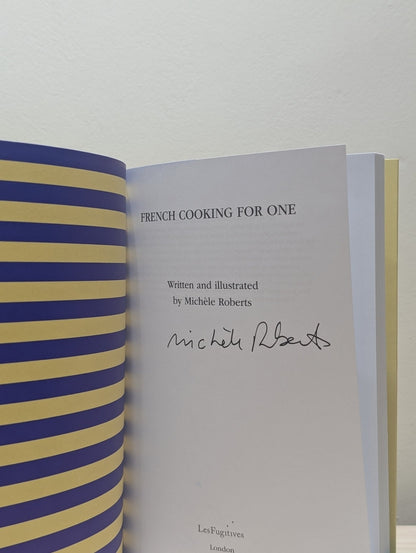 FRENCH COOKING FOR ONE
Written and illustrated
by Michèle Roberts
Michèle Roberts
LesFugitives
London